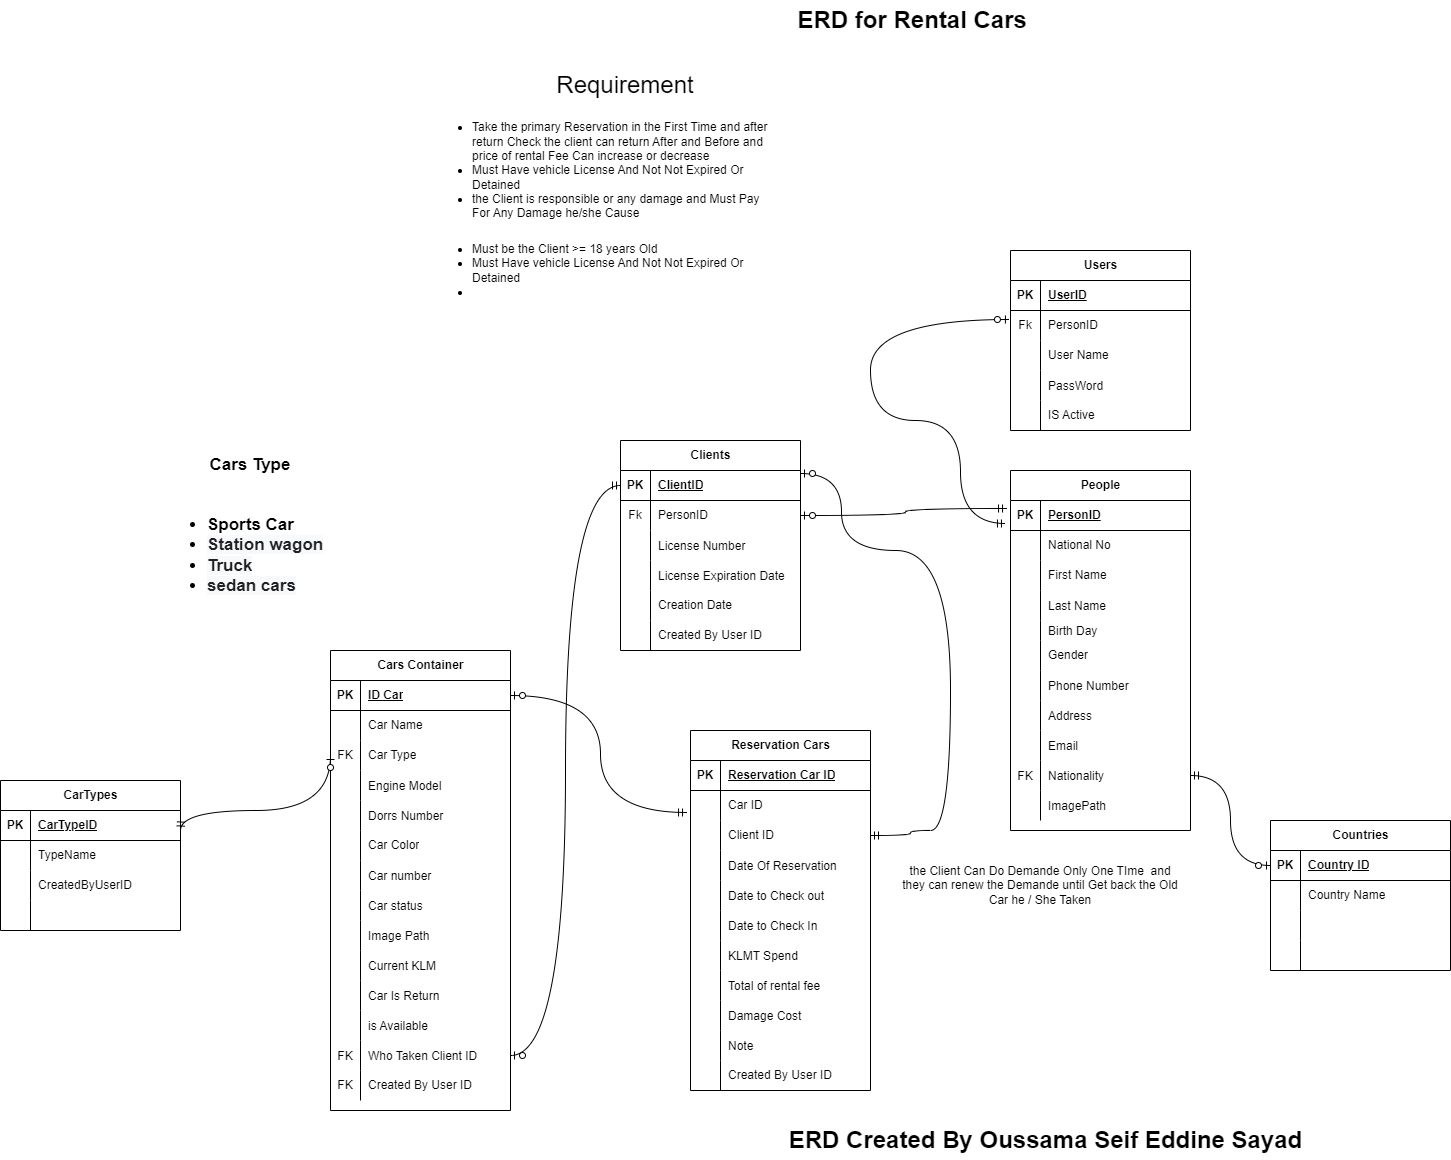 ERD for Rental Cars
Requirement
Take the primary Reservation in the First Time and after
return Check the client can return After and Before and
price of rental Fee Can increase or decrease
Must Have vehicle License And Not Not Expired Or
Detained
the Client is responsible or any damage and Must Pay
For Any Damage he/she Cause
Must be the Client >= 18 years Old
Must Have vehicle License And Not Not Expired Or
Detained
Users
PK UserID
Fk PersonID
User Name
PassWord
IS Active
Cars Type
Sports Car
Station wagon
Truck
sedan cars
Clients
PK ClientID
Fk PersonID
License Number
License Expiration Date
Creation Date
Created By User ID
People
PK PersonID
National No
First Name
Last Name
Birth Day
Gender
Phone Number
Address
Email
FK Nationality
ImagePath
Cars Container
PK ID Car
Car Name
FK Car Type
Engine Model
Dorrs Number
Car Color
Car number
Car status
Image Path
Current KLM
Car Is Return
is Available
FK Who Taken Client ID
FK Created By User ID
CarTypes
PK CarTypeID
TypeName
CreatedByUserID
Reservation Cars
PK Reservation Car ID
Car ID
Client ID
Date Of Reservation
Date to Check out
Date to Check In
KLMT Spend
Total of rental fee
Damage Cost
Note
Created By User ID
the Client Can Do Demande Only One TIme and
they can renew the Demande until Get back the Old
Car he / She Taken
Countries
PK Country ID
Country Name
ERD Created By Oussama Seif Eddine Sayad